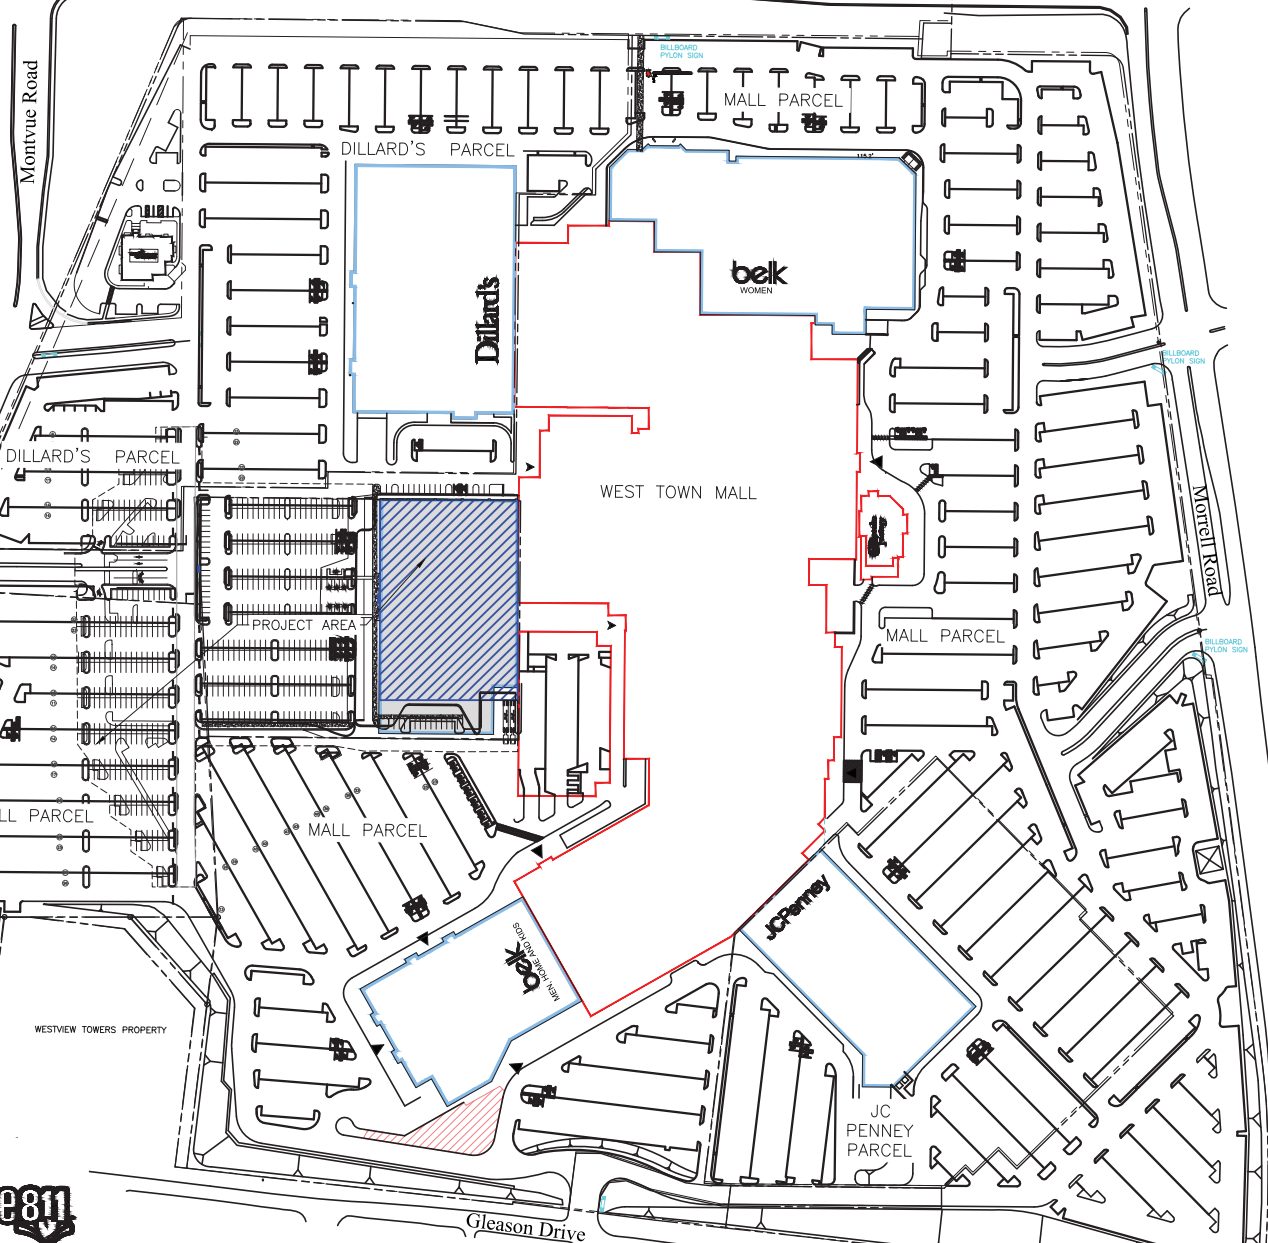 BILLBOARD
PYLON SIGN
Montvue Road
MALL PARCEL
DILLARD'S PARCEL
belk
WOMEN
Dillard's
BILLBOARD
PYLON SIGN
DILLARD'S PARCEL
WEST TOWN MALL
Morrell Road
PROJECT AREA
MALL PARCEL
BILLBOARD
PYLON SIGN
LL PARCEL
MALL PARCEL
JCPenney
belk
MEN, HOME AND KIDS
WESTVIEW TOWERS PROPERTY
JC
PENNEY
PARCEL
e811
Gleason Drive